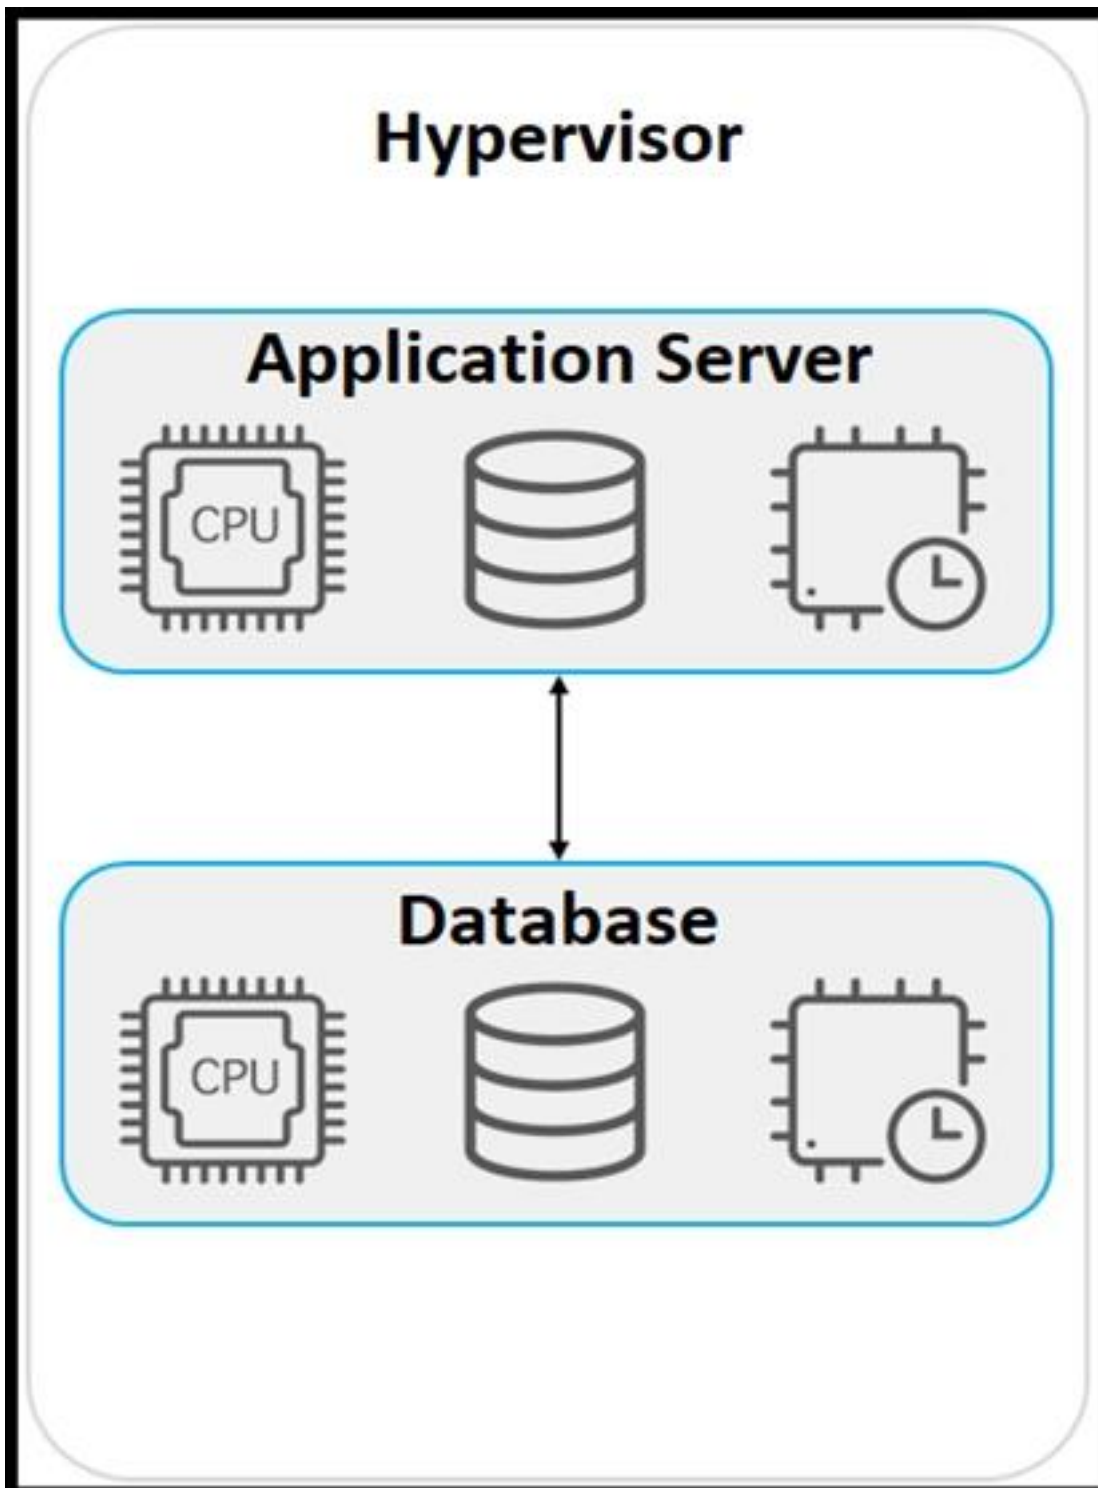 Hypervisor
Application Server
CPU
Database
CPU